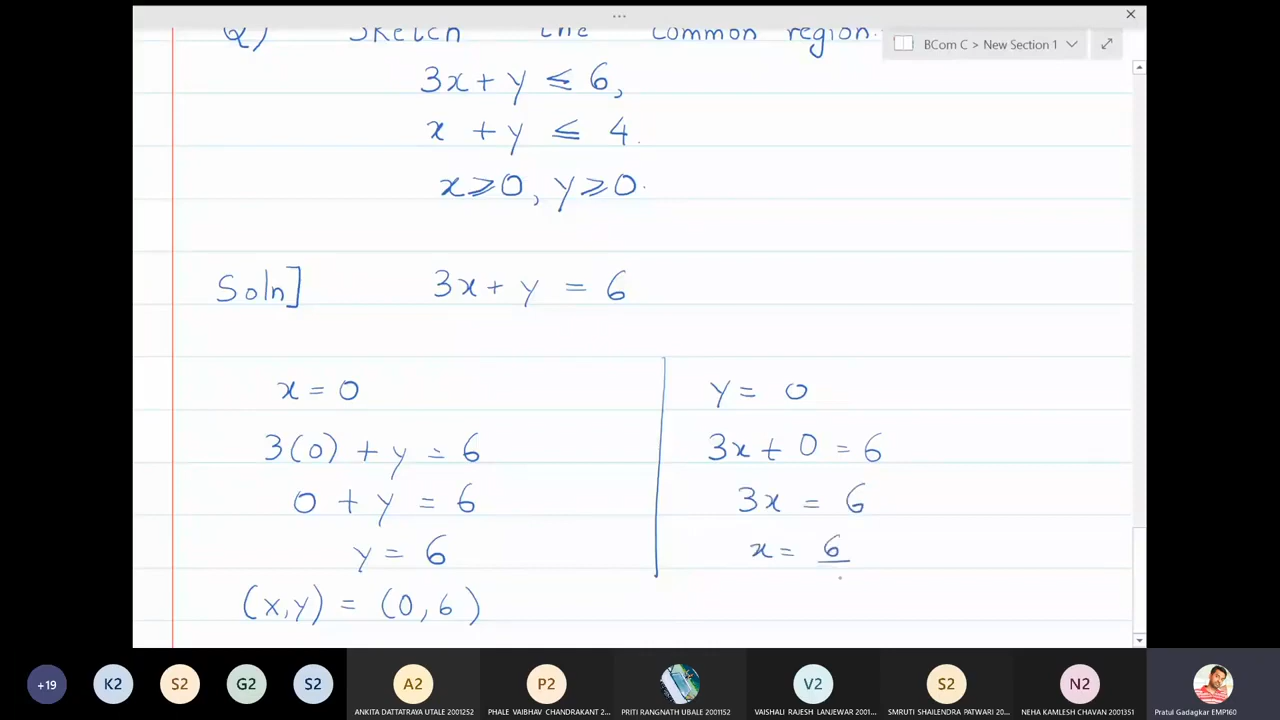 ...
BCom C > New Section 1
Q) Sketch the common region.
3x + y ≤ 6,
x + y ≤ 4.
x ≥ 0, y ≥ 0.
Soln] 3x + y = 6
x = 0
3(0) + y = 6
0 + y = 6
y = 6
(x,y) = (0,6)
y = 0
3x + 0 = 6
3x = 6
x = 6
+19
K2
S2
G2
S2
A2
ANKITA DATTATRAYA UTALE 2001252
P2
PHALE VAIBHAV CHANDRAKANT 2...
PRITI RANGNATH UBALE 2001152
V2
VAISHALI RAJESH LANJEWAR 2001...
S2
SMRUTI SHAILENDRA PATWARI 20...
N2
NEHA KAMLESH CHAVAN 2001351
Pratul Gadagkar EMP160